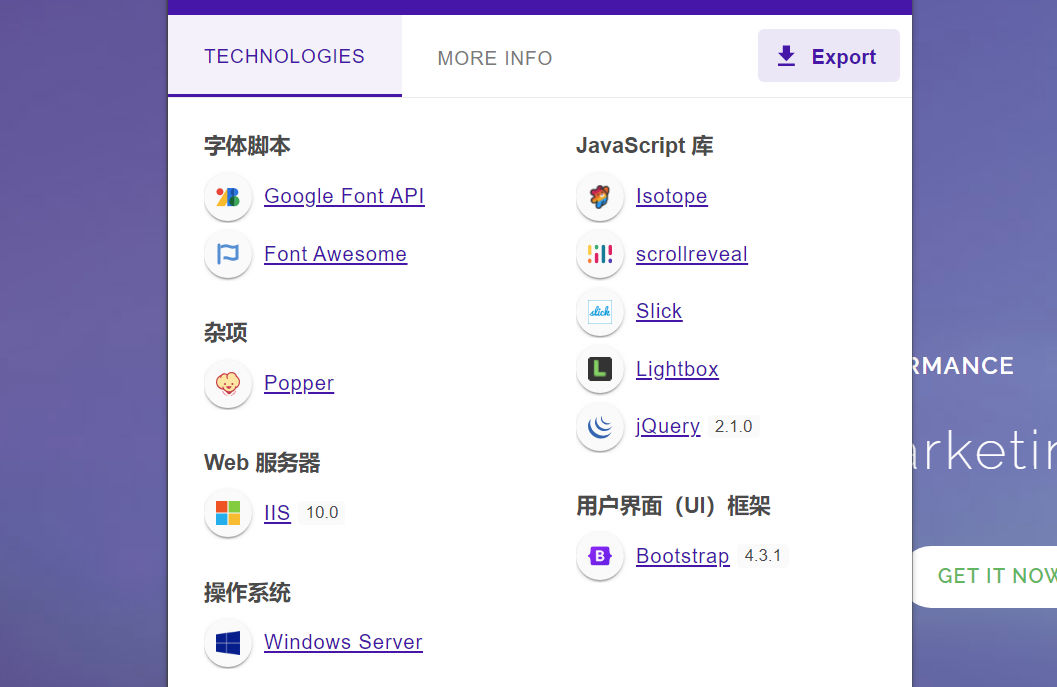 TECHNOLOGIES
MORE INFO
Export
字体脚本
Google Font API
Font Awesome
杂项
Popper
Web 服务器
IIS 10.0
操作系统
Windows Server
JavaScript 库
Isotope
scrollreveal
slick
Slick
L
Lightbox
jQuery 2.1.0
用户界面（UI）框架
B
Bootstrap 4.3.1
RMANCE
arketin
GET IT NOW